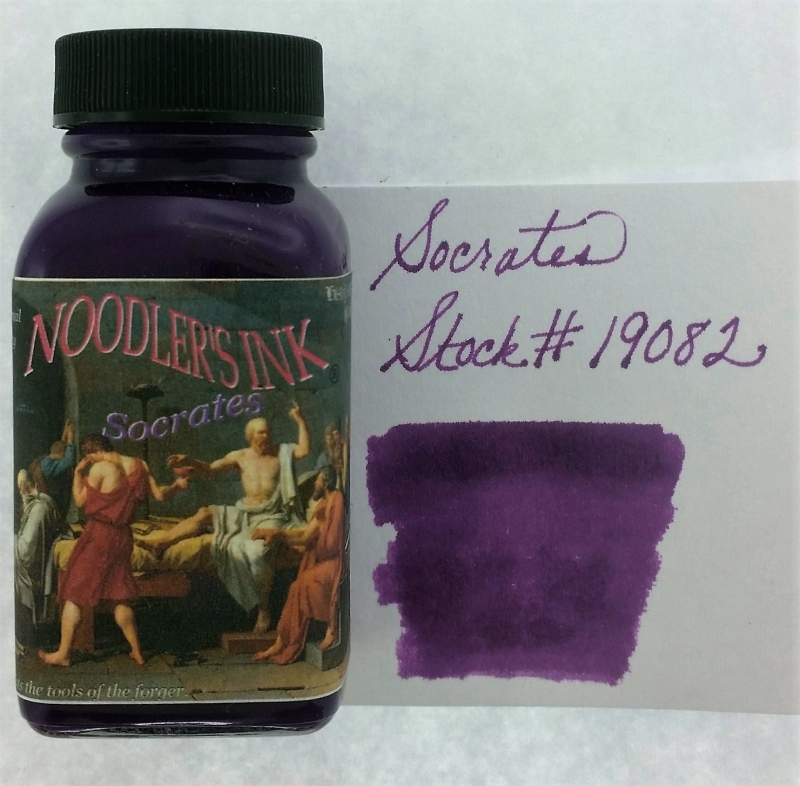 NOODLER'S INK ®
Socrates
the tools of the forger
Socrates
Stock# 19082